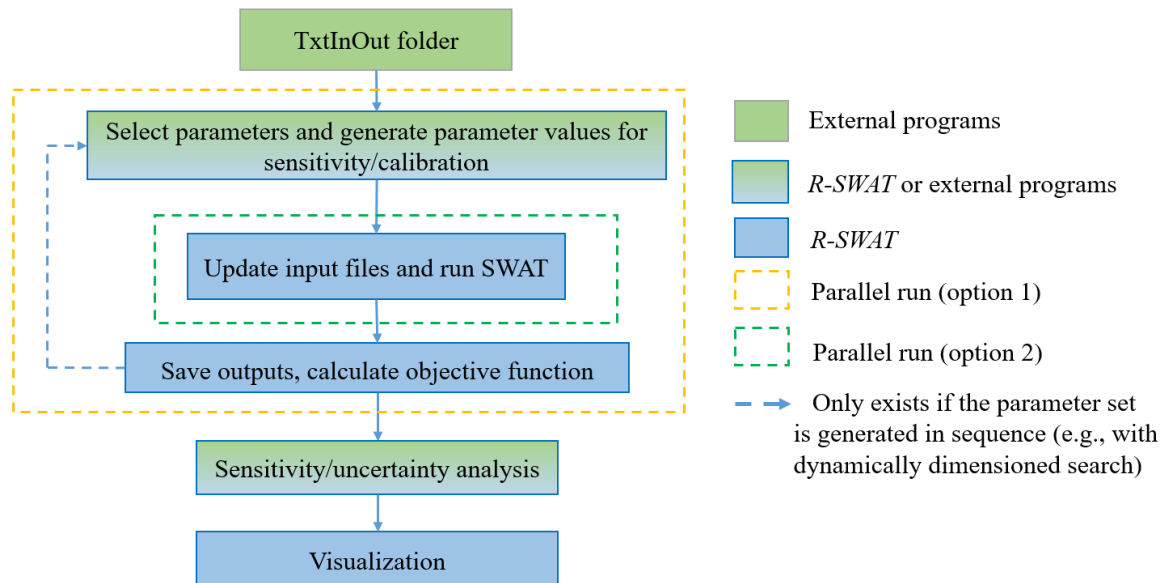 TxtInOut folder
Select parameters and generate parameter values for
sensitivity/calibration
Update input files and run SWAT
Save outputs, calculate objective function
Sensitivity/uncertainty analysis
Visualization
External programs
R-SWAT or external programs
R-SWAT
Parallel run (option 1)
Parallel run (option 2)
Only exists if the parameter set
is generated in sequence (e.g., with
dynamically dimensioned search)